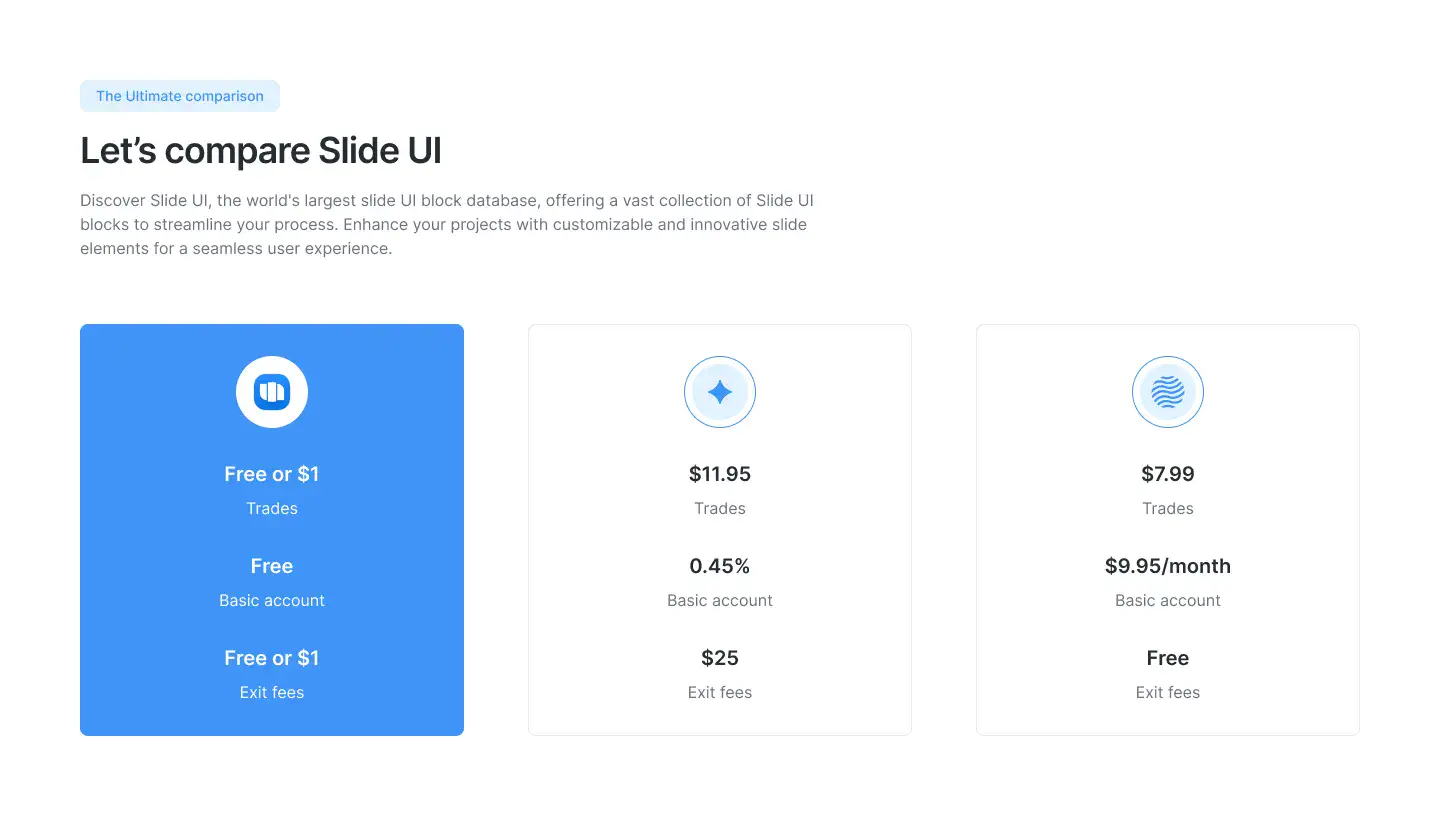 The Ultimate comparison
Let’s compare Slide UI
Discover Slide UI, the world's largest slide UI block database, offering a vast collection of Slide UI
blocks to streamline your process. Enhance your projects with customizable and innovative slide
elements for a seamless user experience.
Free or $1
Trades
Free
Basic account
Free or $1
Exit fees
$11.95
Trades
0.45%
Basic account
$25
Exit fees
$7.99
Trades
$9.95/month
Basic account
Free
Exit fees